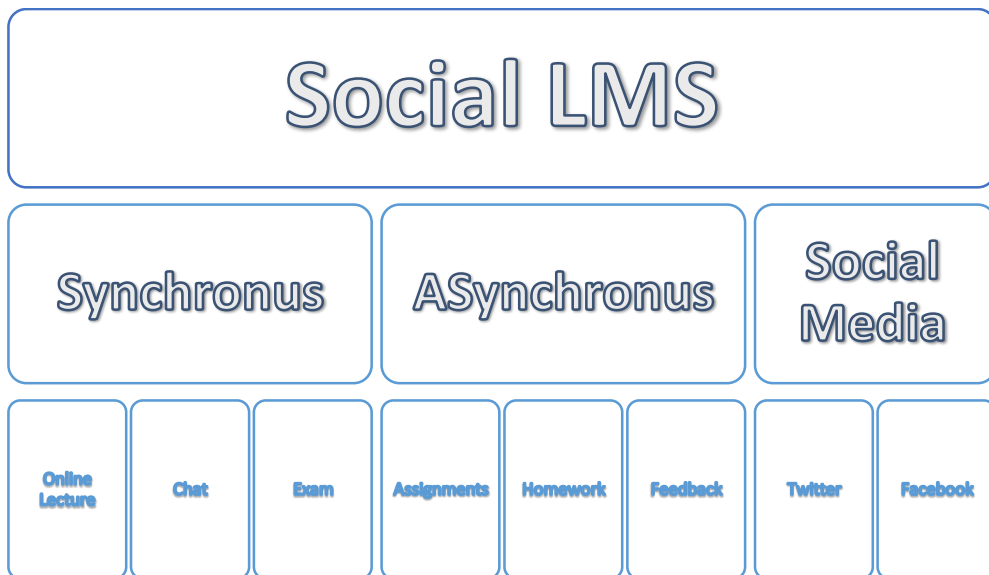 Social LMS
Synchronus
ASynchronus
Social
Media
Online
Lecture
Chat
Exam
Assignments
Homework
Feedback
Twitter
Facebook